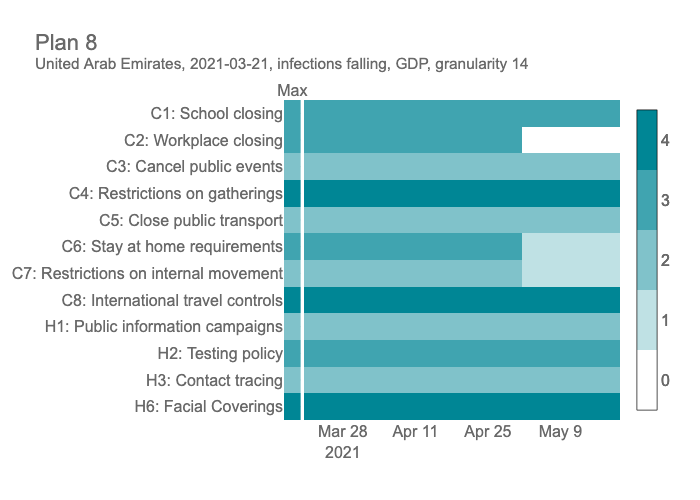 Plan 8
United Arab Emirates, 2021-03-21, infections falling, GDP, granularity 14
Max
C1: School closing
C2: Workplace closing
C3: Cancel public events
C4: Restrictions on gatherings
C5: Close public transport
C6: Stay at home requirements
C7: Restrictions on internal movement
C8: International travel controls
H1: Public information campaigns
H2: Testing policy
H3: Contact tracing
H6: Facial Coverings
4
3
2
1
0
Mar 28 Apr 11 Apr 25 May 9
2021